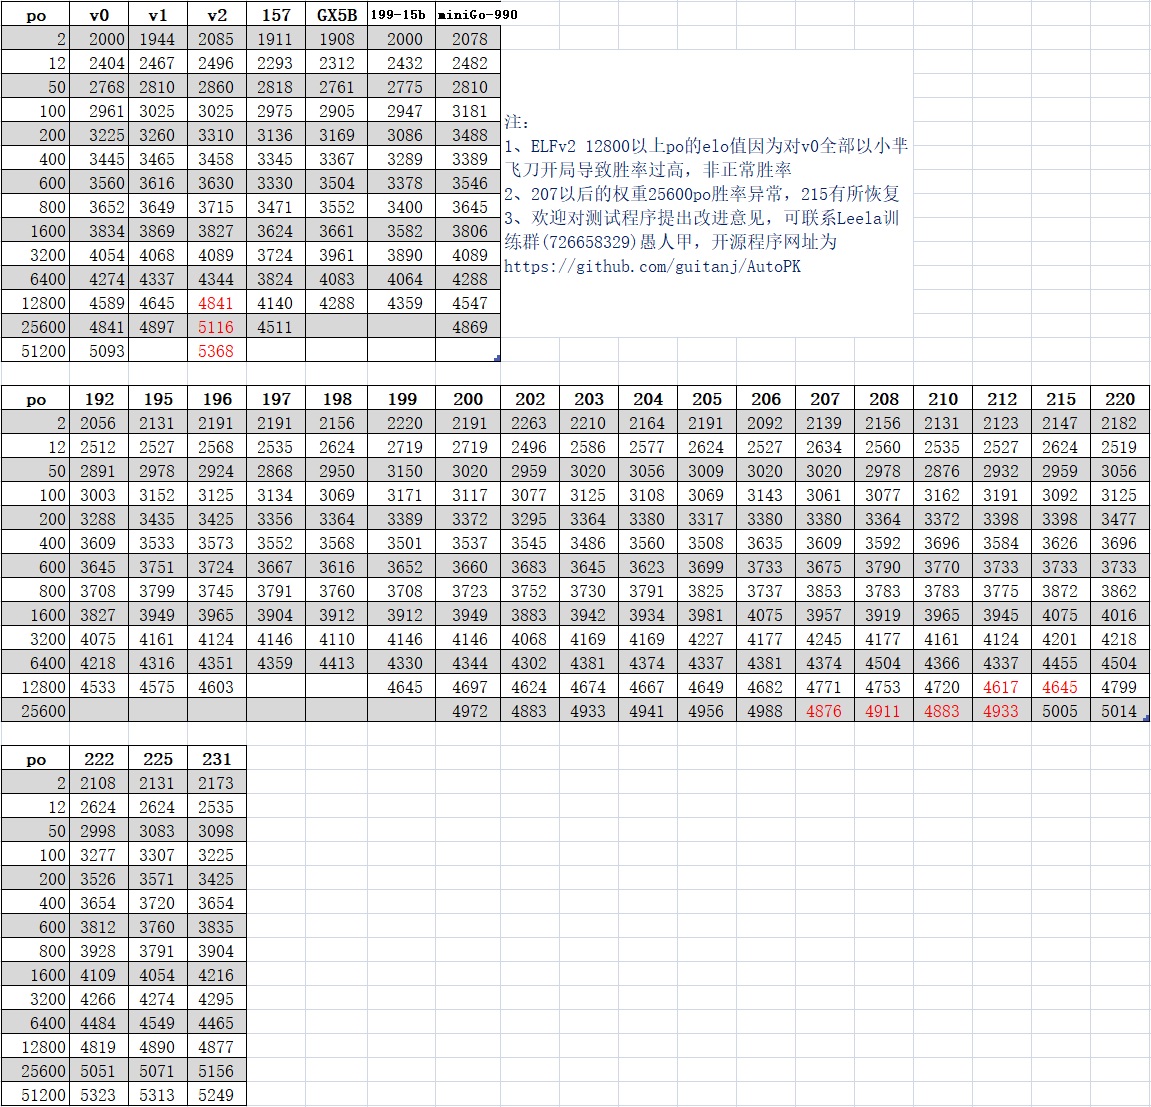 po v0 v1 v2 157 GX5B 199-15b miniGo-990
2 2000 1944 2085 1911 1908 2000 2078
12 2404 2467 2496 2293 2312 2432 2482
50 2768 2810 2860 2818 2761 2775 2810
100 2961 3025 3025 2975 2905 2947 3181
200 3225 3260 3310 3136 3169 3086 3488
400 3445 3465 3458 3345 3367 3289 3389
600 3560 3616 3630 3330 3504 3378 3546
800 3652 3649 3715 3471 3552 3400 3645
1600 3834 3869 3827 3624 3661 3582 3806
3200 4054 4068 4089 3724 3961 3890 4089
6400 4274 4337 4344 3824 4083 4064 4288
12800 4589 4645 4841 4140 4288 4359 4547
25600 4841 4897 5116 4511 4869
51200 5093 5368
注:
1、ELFv2 12800以上po的elo值因为对v0全部以小芈
飞刀开局导致胜率过高，非正常胜率
2、207以后的权重25600po胜率异常，215有所恢复
3、欢迎对测试程序提出改进意见，可联系Leela训
练群(726658329)愚人甲，开源程序网址为
https://github.com/guitanj/AutoPK
po 192 195 196 197 198 199 200 202 203 204 205 206 207 208 210 212 215 220
2 2056 2131 2191 2191 2156 2220 2191 2263 2210 2164 2191 2092 2139 2156 2131 2123 2147 2182
12 2512 2527 2568 2535 2624 2719 2719 2496 2586 2577 2624 2527 2634 2560 2535 2527 2624 2519
50 2891 2978 2924 2868 2950 3150 3020 2959 3020 3056 3009 3020 3020 2978 2876 2932 2959 3056
100 3003 3152 3125 3134 3069 3171 3117 3077 3125 3108 3069 3143 3061 3077 3162 3191 3092 3125
200 3288 3435 3425 3356 3364 3389 3372 3295 3364 3380 3317 3380 3380 3364 3372 3398 3398 3477
400 3609 3533 3573 3552 3568 3501 3537 3545 3486 3560 3508 3635 3609 3592 3696 3584 3626 3696
600 3645 3751 3724 3667 3616 3652 3660 3683 3645 3623 3699 3733 3675 3790 3770 3733 3733 3733
800 3708 3799 3745 3791 3760 3708 3723 3752 3730 3791 3825 3737 3853 3783 3783 3775 3872 3862
1600 3827 3949 3965 3904 3912 3912 3949 3883 3942 3934 3981 4075 3957 3919 3965 3945 4075 4016
3200 4075 4161 4124 4146 4110 4146 4146 4068 4169 4169 4227 4177 4245 4177 4161 4124 4201 4218
6400 4218 4316 4351 4359 4413 4330 4344 4302 4381 4374 4337 4381 4374 4504 4366 4337 4455 4504
12800 4533 4575 4603 4645 4697 4624 4674 4667 4649 4682 4771 4753 4720 4617 4645 4799
25600 4972 4883 4933 4941 4956 4988 4876 4911 4883 4933 5005 5014
po 222 225 231
2 2108 2131 2173
12 2624 2624 2535
50 2998 3083 3098
100 3277 3307 3225
200 3526 3571 3425
400 3654 3720 3654
600 3812 3760 3835
800 3928 3791 3904
1600 4109 4054 4216
3200 4266 4274 4295
6400 4484 4549 4465
12800 4819 4890 4877
25600 5051 5071 5156
51200 5323 5313 5249